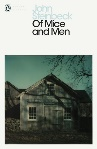 John
Steinbeck
Of Mice
and Men